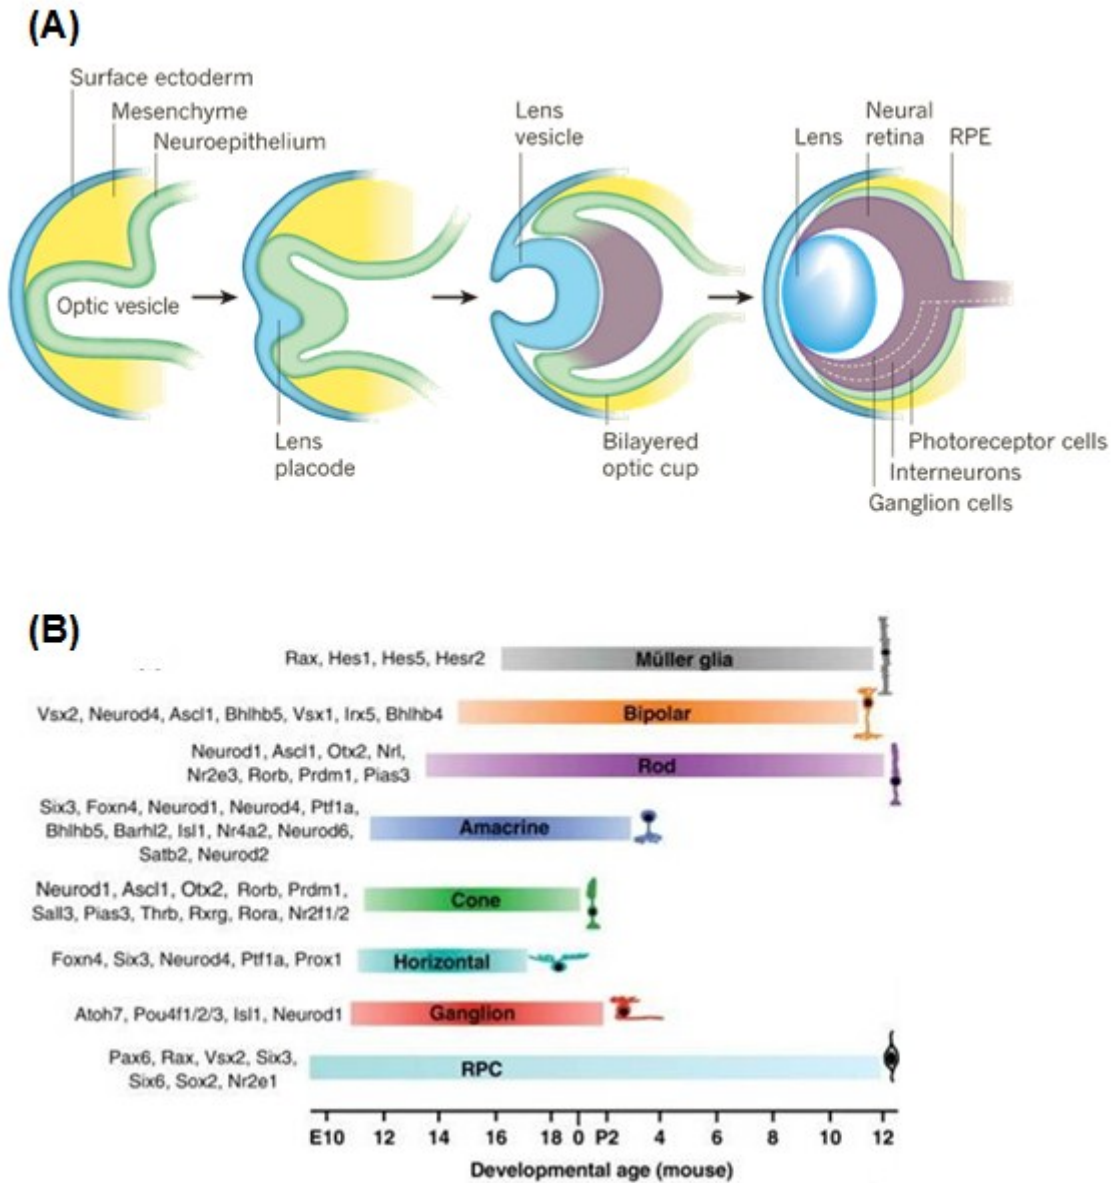 (A)
Surface ectoderm
Mesenchyme
Neuroepithelium
Optic vesicle
Lens
placode
Lens
vesicle
Bilayered
optic cup
Lens
Neural
retina
RPE
Photoreceptor cells
Interneurons
Ganglion cells
(B)
Rax, Hes1, Hes5, Hesr2
Müller glia
Vsx2, Neurod4, Ascl1, Bhlhb5, Vsx1, Irx5, Bhlhb4
Bipolar
Neurod1, Ascl1, Otx2, Nrl,
Nr2e3, Rorb, Prdm1, Pias3
Rod
Six3, Foxn4, Neurod1, Neurod4, Ptf1a,
Bhlhb5, Barhl2, Isl1, Nr4a2, Neurod6,
Satb2, Neurod2
Amacrine
Neurod1, Ascl1, Otx2, Rorb, Prdm1,
Sall3, Pias3, Thrb, Rxrg, Rora, Nr2f1/2
Cone
Foxn4, Six3, Neurod4, Ptf1a, Prox1
Horizontal
Atoh7, Pou4f1/2/3, Isl1, Neurod1
Ganglion
Pax6, Rax, Vsx2, Six3,
Six6, Sox2, Nr2e1
RPC
E10 12 14 16 18 0 P2 4 6 8 10 12
Developmental age (mouse)